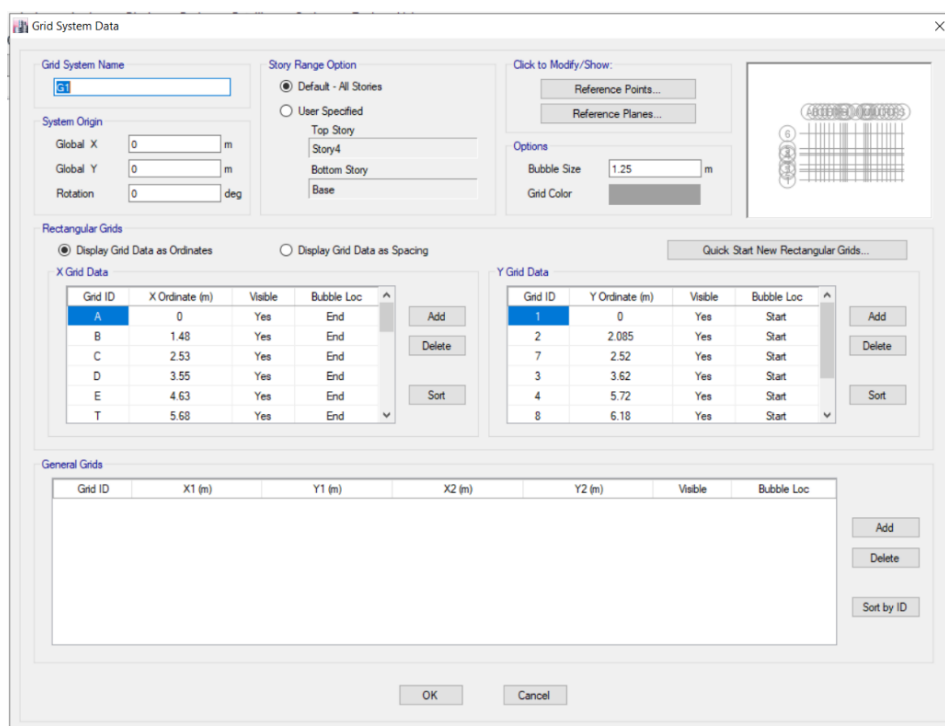 Grid System Data
Grid System Name
G1
System Origin
Global X 0 m
Global Y 0 m
Rotation 0 deg
Story Range Option
Default - All Stories
User Specified
Top Story
Story4
Bottom Story
Base
Click to Modify/Show:
Reference Points...
Reference Planes...
Options
Bubble Size 1.25 m
Grid Color
6
Rectangular Grids
Display Grid Data as Ordinates Display Grid Data as Spacing Quick Start New Rectangular Grids...
X Grid Data
Grid ID X Ordinate (m) Visible Bubble Loc
A 0 Yes End
B 1.48 Yes End
C 2.53 Yes End
D 3.55 Yes End
E 4.63 Yes End
T 5.68 Yes End
Add
Delete
Sort
Y Grid Data
Grid ID Y Ordinate (m) Visible Bubble Loc
1 0 Yes Start
2 2.085 Yes Start
7 2.52 Yes Start
3 3.62 Yes Start
4 5.72 Yes Start
8 6.18 Yes Start
Add
Delete
Sort
General Grids
Grid ID X1 (m) Y1 (m) X2 (m) Y2 (m) Visible Bubble Loc
Add
Delete
Sort by ID
OK Cancel